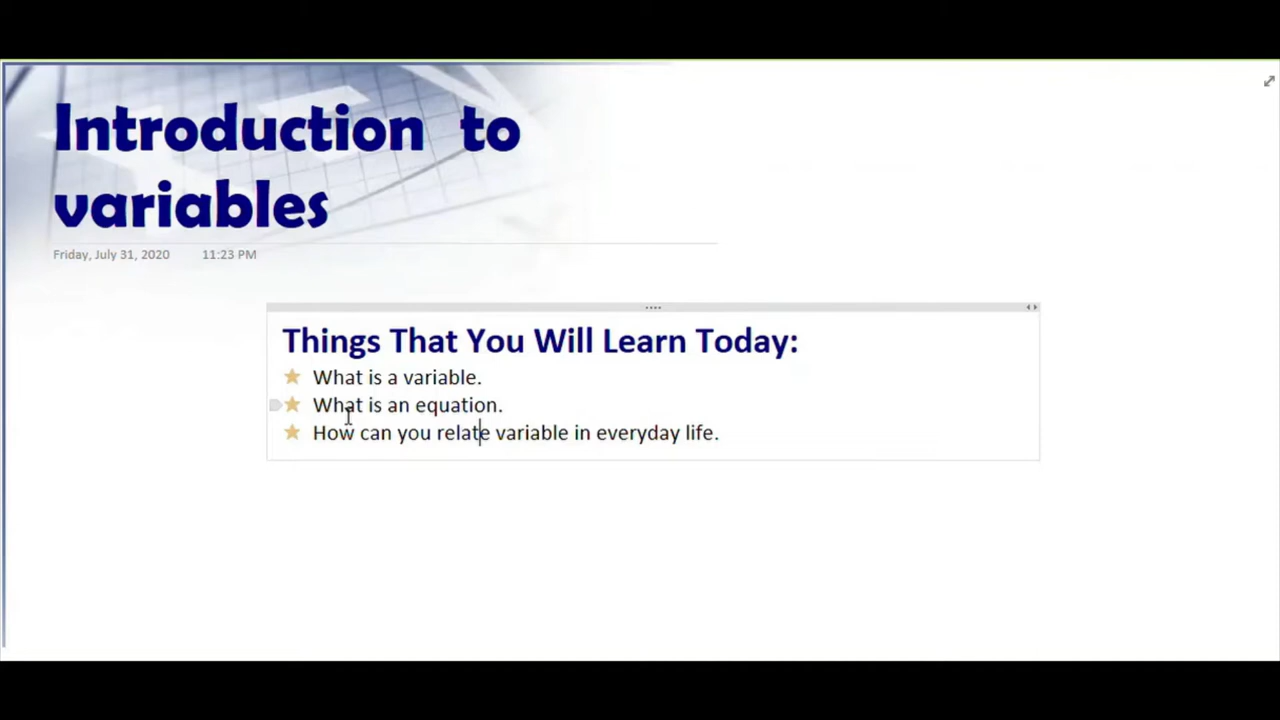 Introduction to
variables
Friday, July 31, 2020 11:23 PM
Things That You Will Learn Today:
What is a variable.
What is an equation.
How can you relate variable in everyday life.